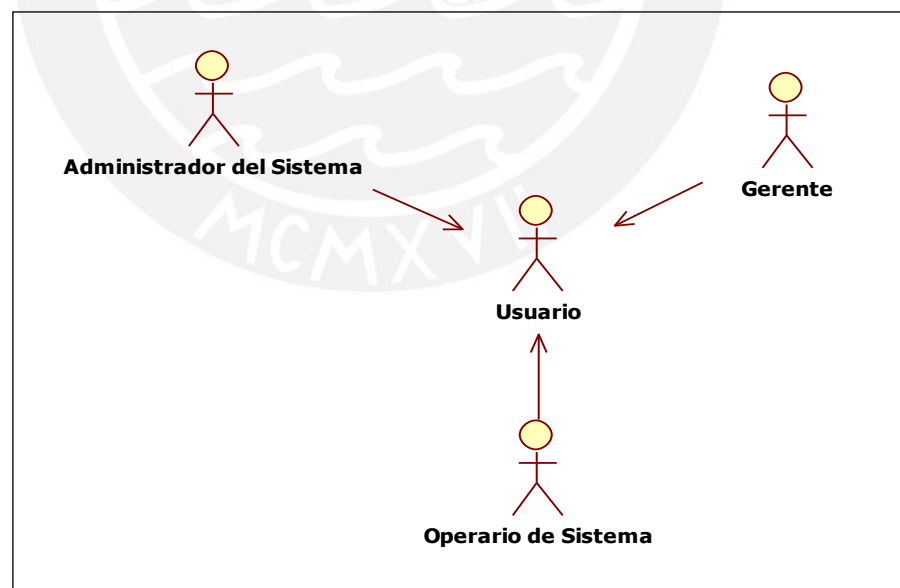 Administrador del Sistema
Gerente
MCMXVII
Usuario
Operario de Sistema